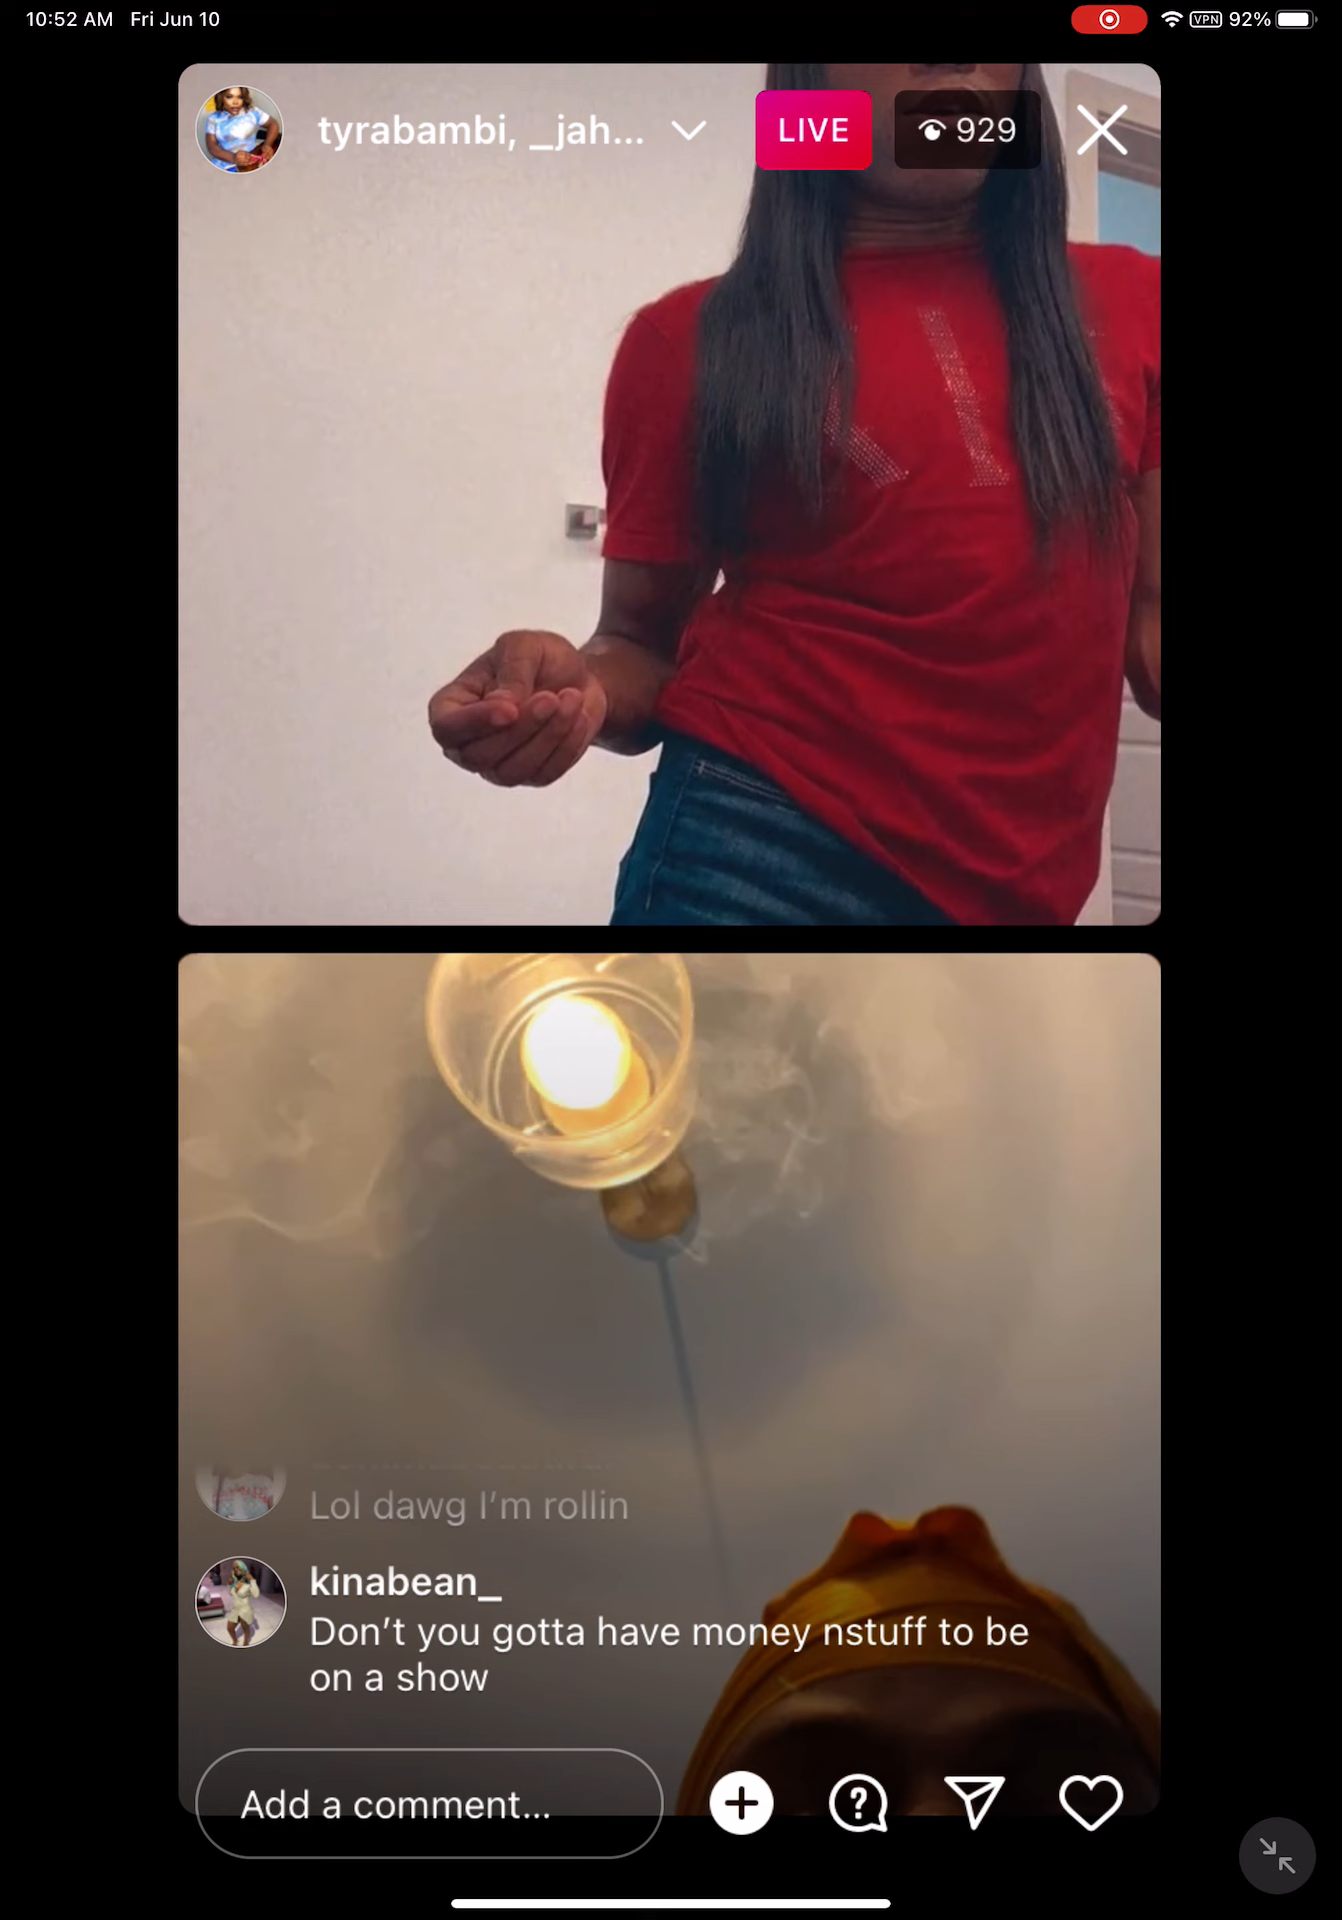 10:52 AM Fri Jun 10
VPN 92%
tyrabambi, _jah...
LIVE
929
Lol dawg I’m rollin
kinabean_
Don’t you gotta have money nstuff to be
on a show
Add a comment...